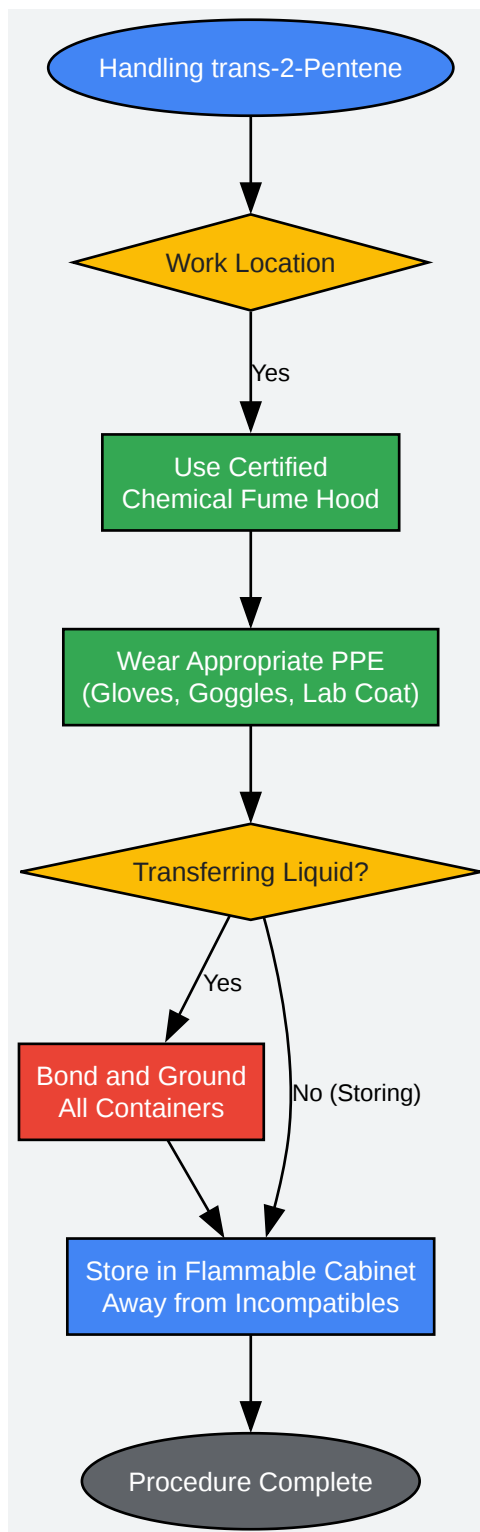 Handling trans-2-Pentene
Work Location
Yes
Use Certified
Chemical Fume Hood
Wear Appropriate PPE
(Gloves, Goggles, Lab Coat)
Transferring Liquid?
Yes
Bond and Ground
All Containers
No (Storing)
Store in Flammable Cabinet
Away from Incompatibles
Procedure Complete